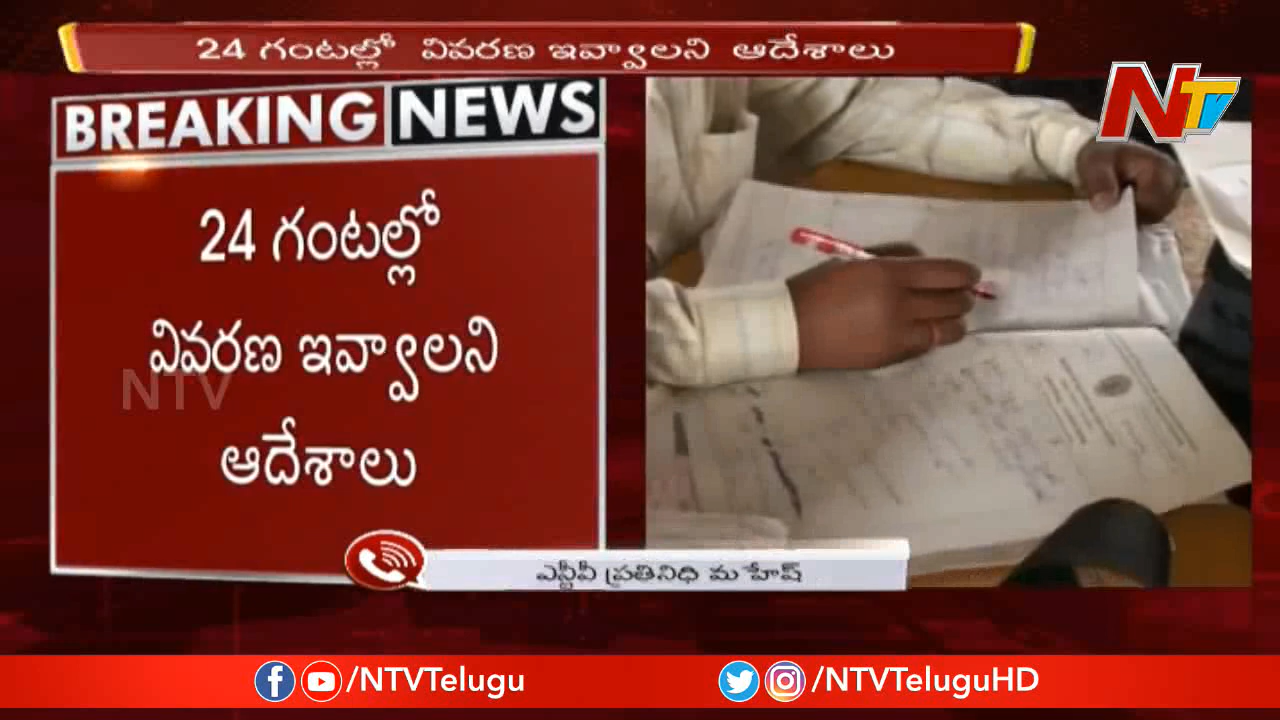 24 గంటల్లో వివరణ ఇవ్వాలని ఆదేశాలు
NTV
BREAKING NEWS
24 గంటల్లో
వివరణ ఇవ్వాలని
ఆదేశాలు
NTV
ఎన్టీవీ ప్రతినిధి మహేష్
/NTVTelugu
/NTVTeluguHD